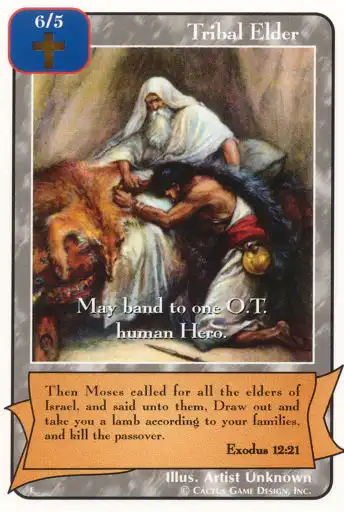 6/5
Tribal Elder
May band to one O.T.
human Hero.
Then Moses called for all the elders of
Israel, and said unto them, Draw out and
take you a lamb according to your families,
and kill the passover.
Exodus 12:21
Illus. Artist Unknown
© Cactus Game Design, Inc.